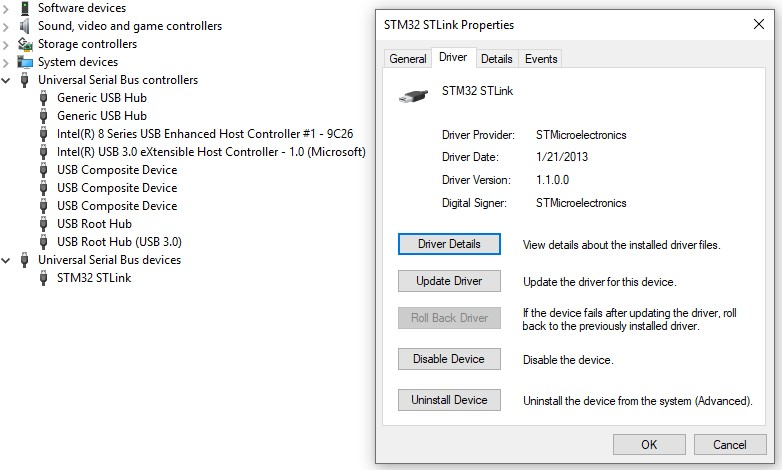 Software devices
Sound, video and game controllers
Storage controllers
System devices
Universal Serial Bus controllers
Generic USB Hub
Generic USB Hub
Intel(R) 8 Series USB Enhanced Host Controller #1 - 9C26
Intel(R) USB 3.0 eXtensible Host Controller - 1.0 (Microsoft)
USB Composite Device
USB Composite Device
USB Composite Device
USB Root Hub
USB Root Hub (USB 3.0)
Universal Serial Bus devices
STM32 STLink
STM32 STLink Properties
General Driver Details Events
STM32 STLink
Driver Provider: STMicroelectronics
Driver Date: 1/21/2013
Driver Version: 1.1.0.0
Digital Signer: STMicroelectronics
Driver Details View details about the installed driver files.
Update Driver Update the driver for this device.
Roll Back Driver If the device fails after updating the driver, roll
back to the previously installed driver.
Disable Device Disable the device.
Uninstall Device Uninstall the device from the system (Advanced).
OK Cancel